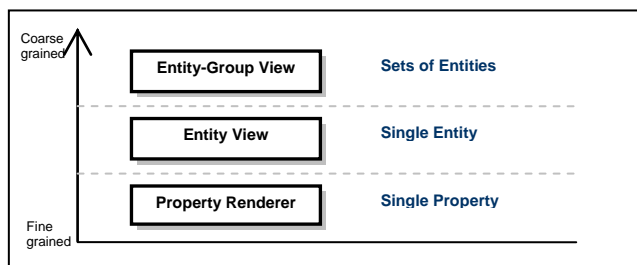 Coarse
grained
Entity-Group View
Sets of Entities
Entity View
Single Entity
Property Renderer
Single Property
Fine
grained